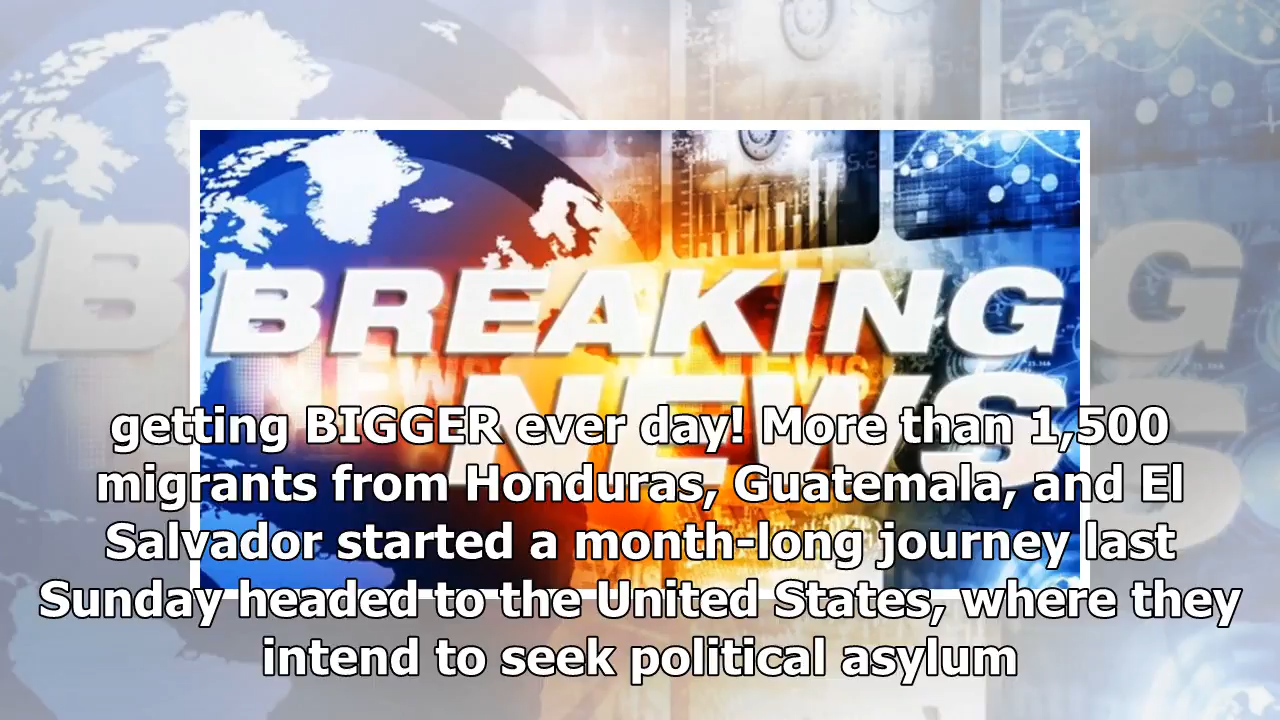 BREAKING
NEWS
getting BIGGER ever day! More than 1,500
migrants from Honduras, Guatemala, and El
Salvador started a month-long journey last
Sunday headed to the United States, where they
intend to seek political asylum